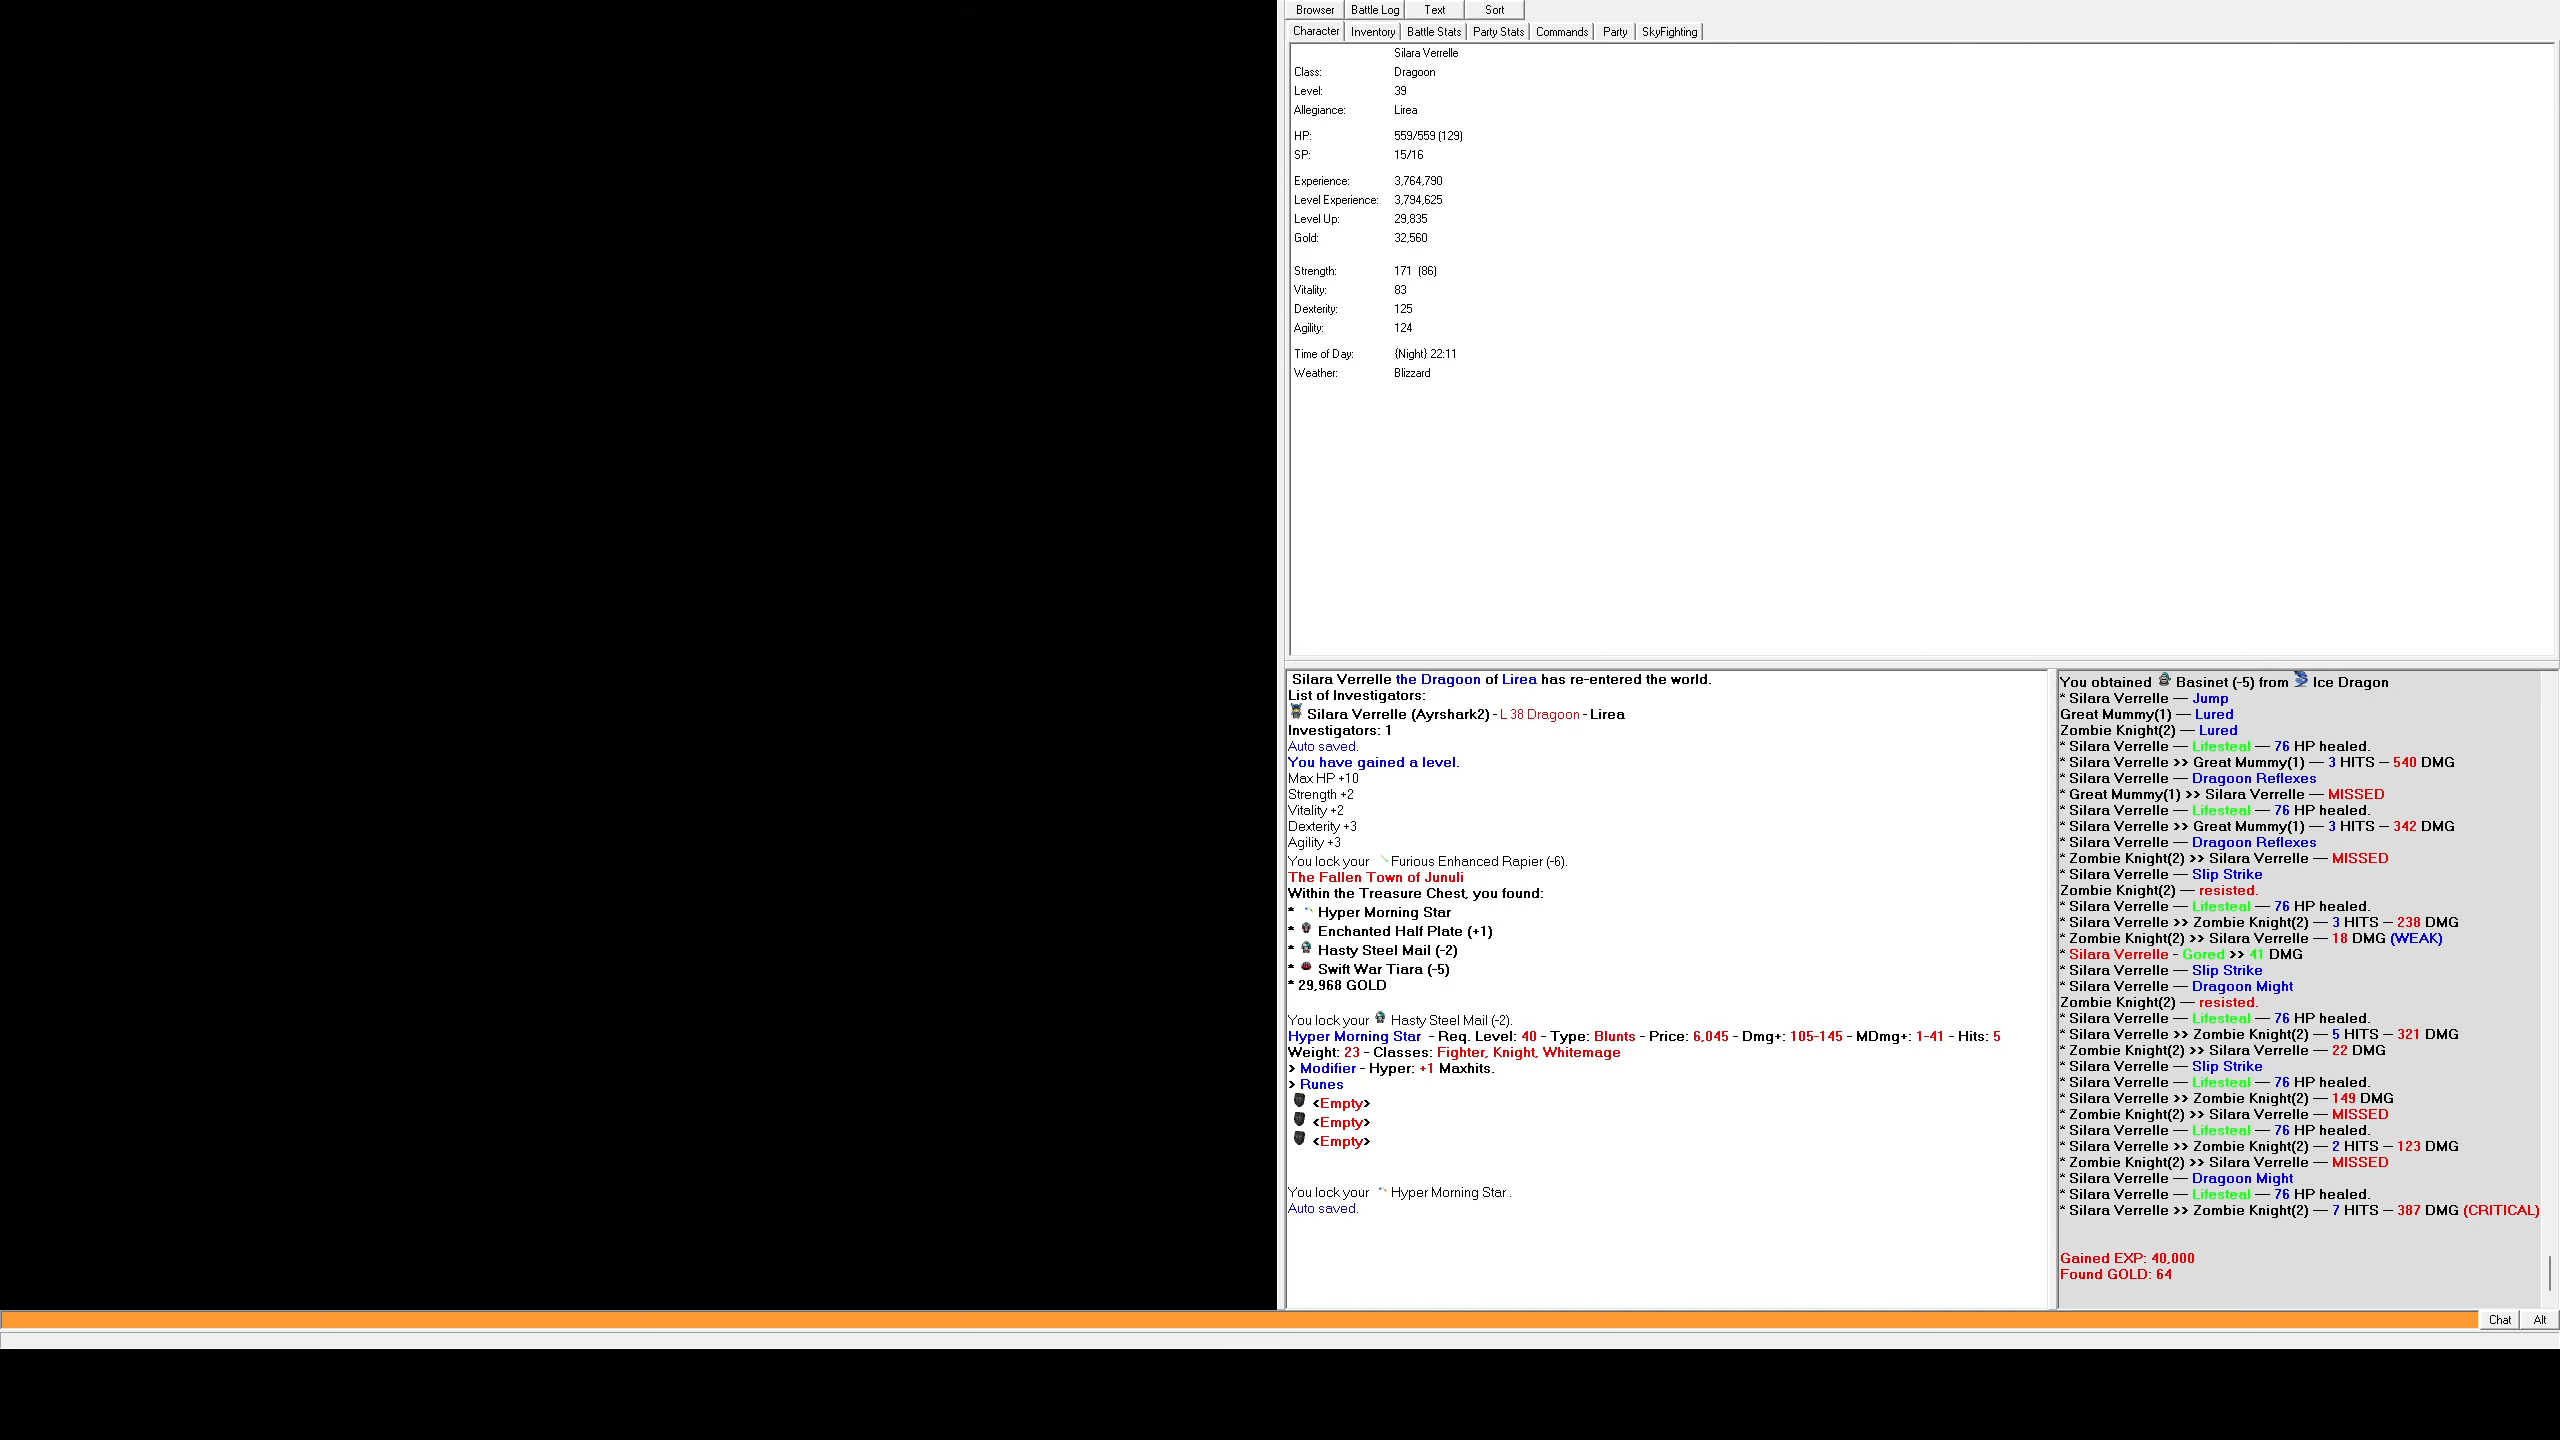 Browser Battle Log Text Sort
Character Inventory Battle Stats Party Stats Commands Party SkyFighting
Silara Verrelle
Class: Dragoon
Level: 39
Allegiance: Lirea
HP: 559/559 (129)
SP: 15/16
Experience: 3,764,790
Level Experience: 3,794,625
Level Up: 29,835
Gold: 32,560
Strength: 171 (86)
Vitality: 83
Dexterity: 125
Agility: 124
Time of Day: {Night} 22:11
Weather: Blizzard
Silara Verrelle the Dragoon of Lirea has re-entered the world.
List of Investigators:
Silara Verrelle (Ayrshark2) - L 38 Dragoon - Lirea
Investigators: 1
Auto saved.
You have gained a level.
Max HP +10
Strength +2
Vitality +2
Dexterity +3
Agility +3
You lock your Furious Enhanced Rapier (-6).
The Fallen Town of Junuli
Within the Treasure Chest, you found:
* Hyper Morning Star
* Enchanted Half Plate (+1)
* Hasty Steel Mail (-2)
* Swift War Tiara (-5)
* 29,968 GOLD
You lock your Hasty Steel Mail (-2).
Hyper Morning Star - Req. Level: 40 - Type: Blunts - Price: 6,045 - Dmg+: 105-145 - MDmg+: 1-41 - Hits: 5
Weight: 23 - Classes: Fighter, Knight, Whitemage
> Modifier - Hyper: +1 Maxhits.
> Runes
<Empty>
<Empty>
<Empty>
You lock your Hyper Morning Star .
Auto saved.
You obtained Basinet (-5) from Ice Dragon
* Silara Verrelle — Jump
Great Mummy(1) — Lured
Zombie Knight(2) — Lured
* Silara Verrelle — Lifesteal — 76 HP healed.
* Silara Verrelle >> Great Mummy(1) — 3 HITS – 540 DMG
* Silara Verrelle — Dragoon Reflexes
* Great Mummy(1) >> Silara Verrelle — MISSED
* Silara Verrelle — Lifesteal — 76 HP healed.
* Silara Verrelle >> Great Mummy(1) — 3 HITS – 342 DMG
* Silara Verrelle — Dragoon Reflexes
* Zombie Knight(2) >> Silara Verrelle — MISSED
* Silara Verrelle — Slip Strike
Zombie Knight(2) — resisted.
* Silara Verrelle — Lifesteal — 76 HP healed.
* Silara Verrelle >> Zombie Knight(2) — 3 HITS – 238 DMG
* Zombie Knight(2) >> Silara Verrelle — 18 DMG (WEAK)
* Silara Verrelle - Gored >> 41 DMG
* Silara Verrelle — Slip Strike
* Silara Verrelle — Dragoon Might
Zombie Knight(2) — resisted.
* Silara Verrelle — Lifesteal — 76 HP healed.
* Silara Verrelle >> Zombie Knight(2) — 5 HITS – 321 DMG
* Zombie Knight(2) >> Silara Verrelle — 22 DMG
* Silara Verrelle — Slip Strike
* Silara Verrelle — Lifesteal — 76 HP healed.
* Silara Verrelle >> Zombie Knight(2) — 149 DMG
* Zombie Knight(2) >> Silara Verrelle — MISSED
* Silara Verrelle — Lifesteal — 76 HP healed.
* Silara Verrelle >> Zombie Knight(2) — 2 HITS – 123 DMG
* Zombie Knight(2) >> Silara Verrelle — MISSED
* Silara Verrelle — Dragoon Might
* Silara Verrelle — Lifesteal — 76 HP healed.
* Silara Verrelle >> Zombie Knight(2) — 7 HITS – 387 DMG (CRITICAL)
Gained EXP: 40,000
Found GOLD: 64
Chat Alt